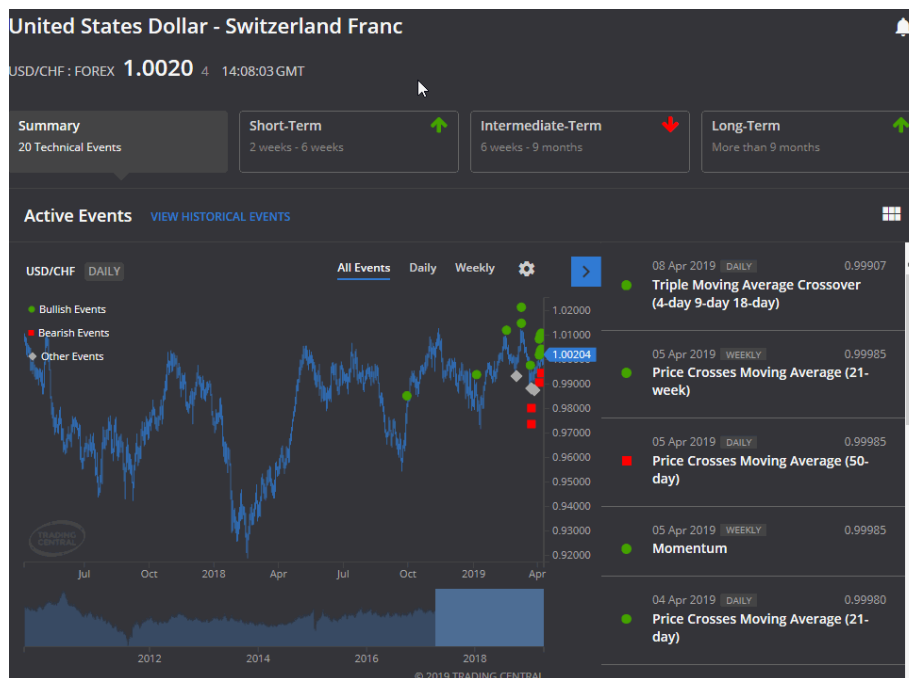 United States Dollar - Switzerland Franc
USD/CHF : FOREX 1.0020 4 14:08:03 GMT
Summary
20 Technical Events
Short-Term
2 weeks - 6 weeks
Intermediate-Term
6 weeks - 9 months
Long-Term
More than 9 months
Active Events VIEW HISTORICAL EVENTS
USD/CHF DAILY
All Events Daily Weekly
Bullish Events
Bearish Events
Other Events
1.02000
1.01000
1.00204
0.99000
0.98000
0.97000
0.96000
0.95000
0.94000
0.93000
0.92000
TRADING
CENTRAL
Jul Oct 2018 Apr Jul Oct 2019 Apr
2012 2014 2016 2018
© 2019 TRADING CENTRAL
08 Apr 2019 DAILY 0.99907
Triple Moving Average Crossover
(4-day 9-day 18-day)
05 Apr 2019 WEEKLY 0.99985
Price Crosses Moving Average (21-
week)
05 Apr 2019 DAILY 0.99985
Price Crosses Moving Average (50-
day)
05 Apr 2019 WEEKLY 0.99985
Momentum
04 Apr 2019 DAILY 0.99980
Price Crosses Moving Average (21-
day)